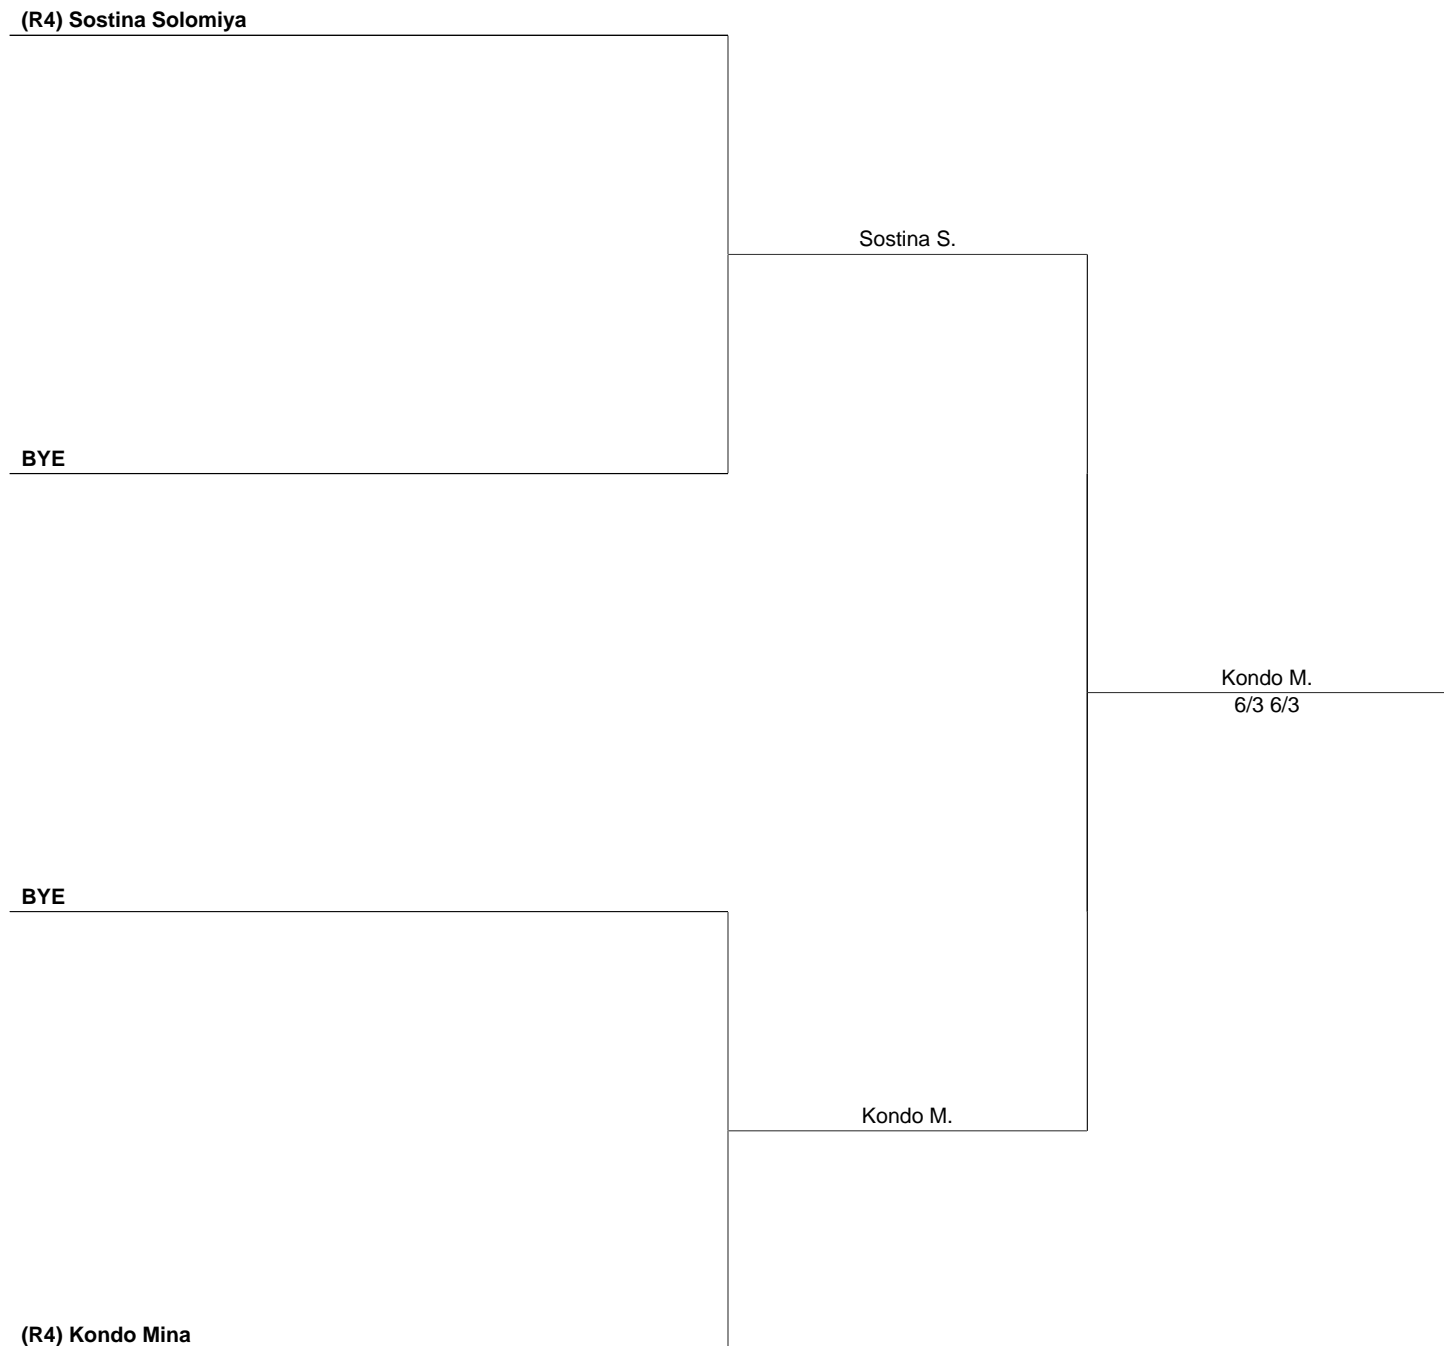 (R4) Sostina Solomiya
Sostina S.
BYE
Kondo M.
6/3 6/3
BYE
Kondo M.
(R4) Kondo Mina